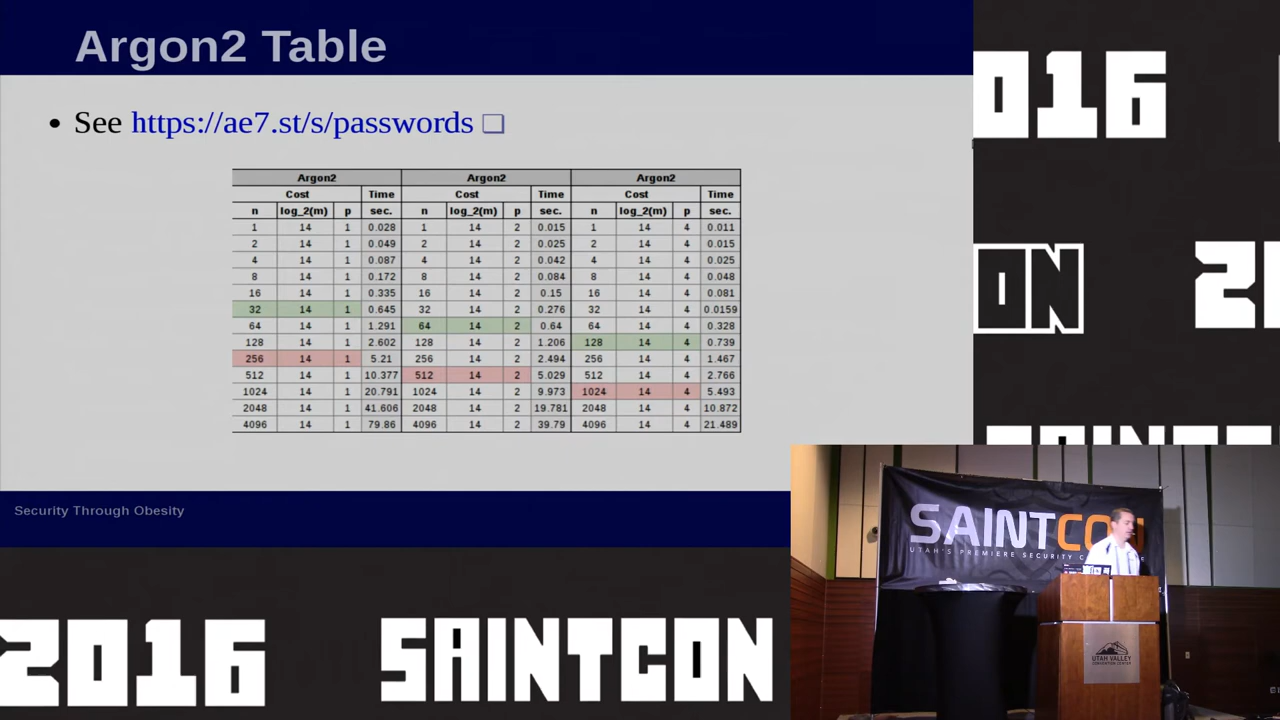 Argon2 Table
• See https://ae7.st/s/passwords
Argon2 Argon2 Argon2
Cost Time Cost Time Cost Time
n log_2(m) p sec. n log_2(m) p sec. n log_2(m) p sec.
1 14 1 0.028 1 14 2 0.015 1 14 4 0.011
2 14 1 0.049 2 14 2 0.025 2 14 4 0.015
4 14 1 0.087 4 14 2 0.042 4 14 4 0.025
8 14 1 0.172 8 14 2 0.084 8 14 4 0.048
16 14 1 0.335 16 14 2 0.15 16 14 4 0.081
32 14 1 0.645 32 14 2 0.276 32 14 4 0.0159
64 14 1 1.291 64 14 2 0.64 64 14 4 0.328
128 14 1 2.602 128 14 2 1.206 128 14 4 0.739
256 14 1 5.21 256 14 2 2.494 256 14 4 1.467
512 14 1 10.377 512 14 2 5.029 512 14 4 2.766
1024 14 1 20.791 1024 14 2 9.973 1024 14 4 5.493
2048 14 1 41.606 2048 14 2 19.781 2048 14 4 10.872
4096 14 1 79.86 4096 14 2 39.79 4096 14 4 21.489
Security Through Obesity
016
ON
2016 SAINTCON
SAINTCON
UTAH'S PREMIERE SECURITY
UTAH VALLEY
CONVENTION CENTER